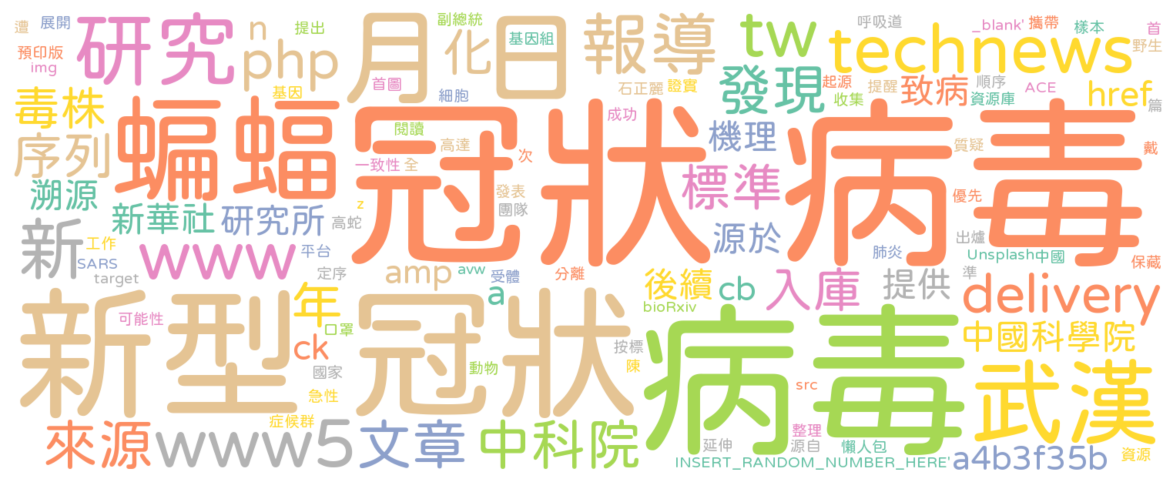 遭
展開
副總統
呼吸道
_blank'
攜帶
樣本
首
研究
n
提出
月
化
日
基因組
報導
tw
technews
野生
預印版
img
php
首圖
細胞
石正麗
證實
發現
起源
收集
提醒
致病
順序
資源庫
ACE
href
篇
基因
毒株
蝙蝠
閱讀
高達
冠狀病毒
成功
機理
質疑
戴
序列
一致性
全
次
溯源
發表
團隊
標準
優先
新華社
研究所
高蛇
z
源於
出爐
新
工作
www
平台
肺炎
Unsplash中國
保藏
SARS
target
定序
amp
avw
受體
分離
後續
cb
入庫
提供
準
年
a
bioRxiv
delivery
可能性
口罩
新型冠狀病毒
ck
國家
動物
按標
陳
中國科學院
急性
src
武漢
症候群
來源
www5
文章
中科院
整理
延伸
源自
懶人包
INSERT_RANDOM_NUMBER_HERE'
a4b3f35b
資源